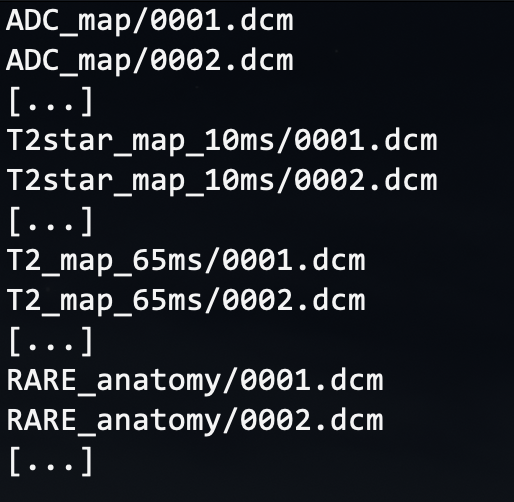 ADC_map/0001.dcm
ADC_map/0002.dcm
[...]
T2star_map_10ms/0001.dcm
T2star_map_10ms/0002.dcm
[...]
T2_map_65ms/0001.dcm
T2_map_65ms/0002.dcm
[...]
RARE_anatomy/0001.dcm
RARE_anatomy/0002.dcm
[...]